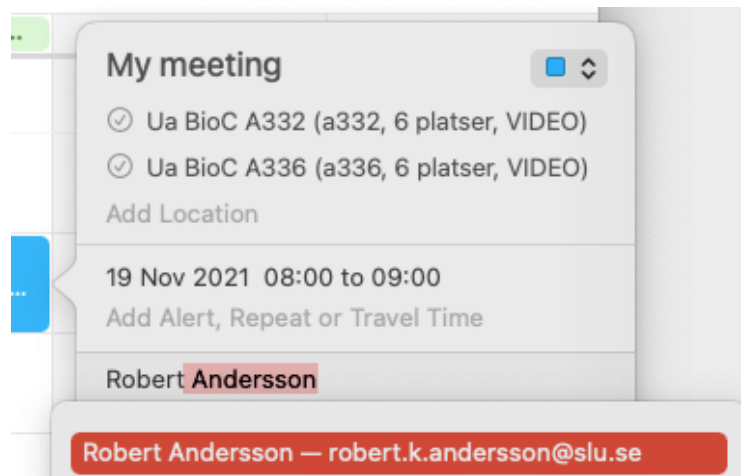 My meeting
Ua BioC A332 (a332, 6 platser, VIDEO)
Ua BioC A336 (a336, 6 platser, VIDEO)
Add Location
19 Nov 2021 08:00 to 09:00
Add Alert, Repeat or Travel Time
Robert Andersson
Robert Andersson — robert.k.andersson@slu.se